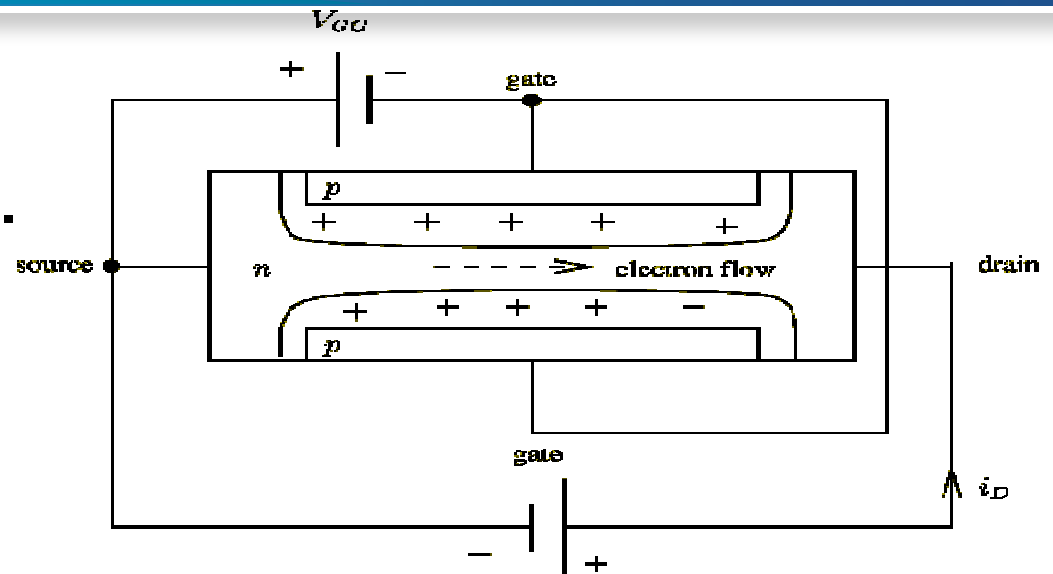 V_GG
+ −
gate
p
+ + + + +
source n electron flow drain
+ + + + −
p
gate
i_D
− +